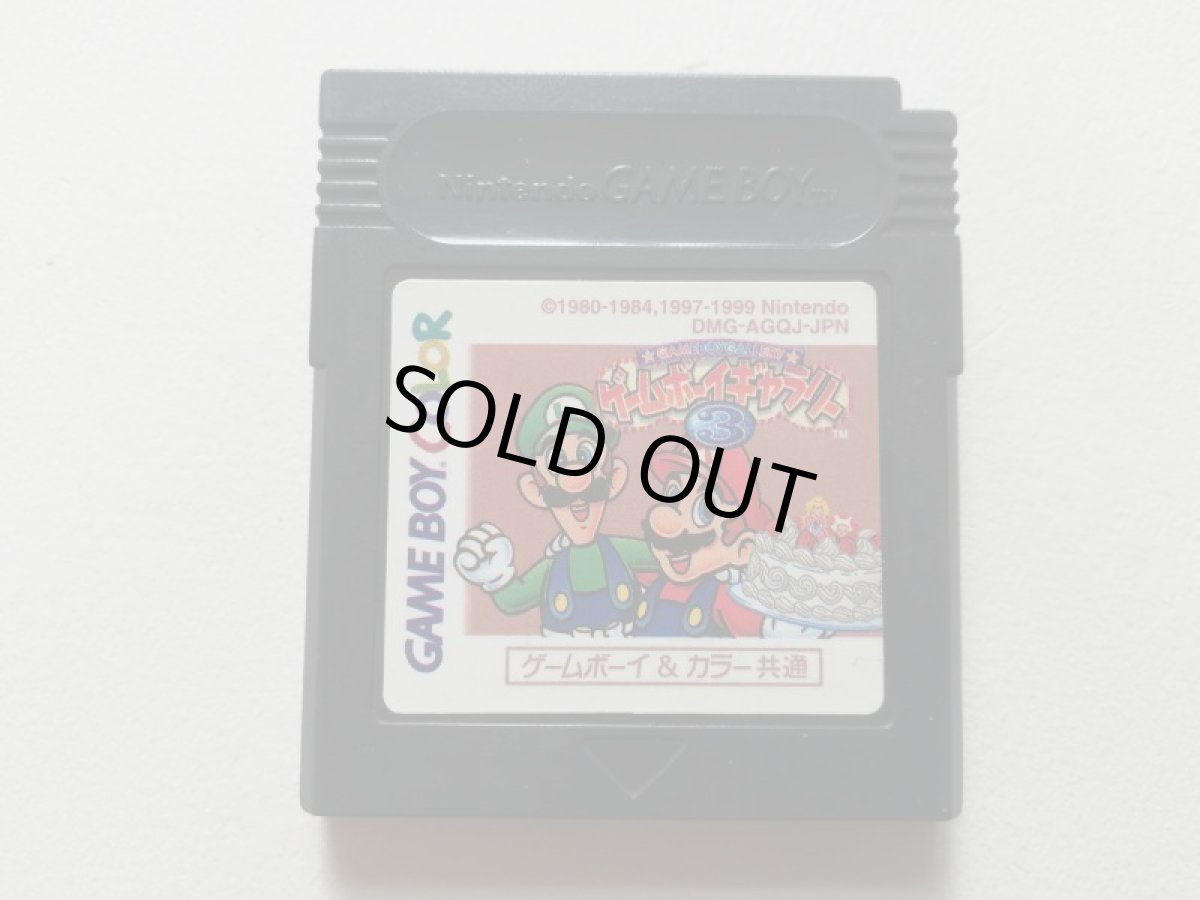 Nintendo GAME BOY TM
©1980-1984,1997-1999 Nintendo
DMG-AGQJ-JPN
GAME BOY COLOR
GAMEBOY GALLERY
ゲームボーイギャラリー
3
TM
L
SOLD OUT
ゲームボーイ & カラー共通